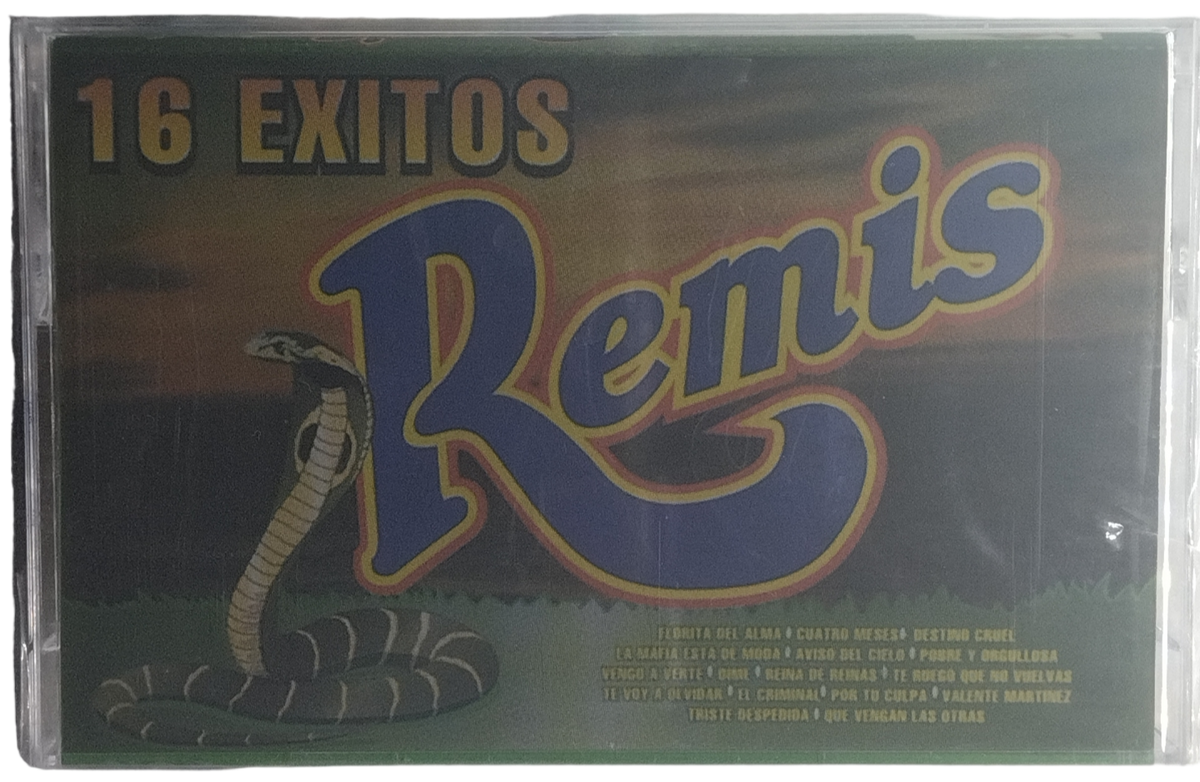 16 EXITOS
Remis
FLORITA DEL ALMA ♦ CUATRO MESES ♦ DESTINO CRUEL
LA MAFIA ESTA DE MODA ♦ AVISO DEL CIELO ♦ POBRE Y ORGULLOSA
VENGO A VERTE ♦ DIME ♦ REINA DE REINAS ♦ TE RUEGO QUE NO VUELVAS
TE VOY A OLVIDAR ♦ EL CRIMINAL ♦ POR TU CULPA ♦ VALENTE MARTINEZ
TRISTE DESPEDIDA ♦ QUE VENGAN LAS OTRAS